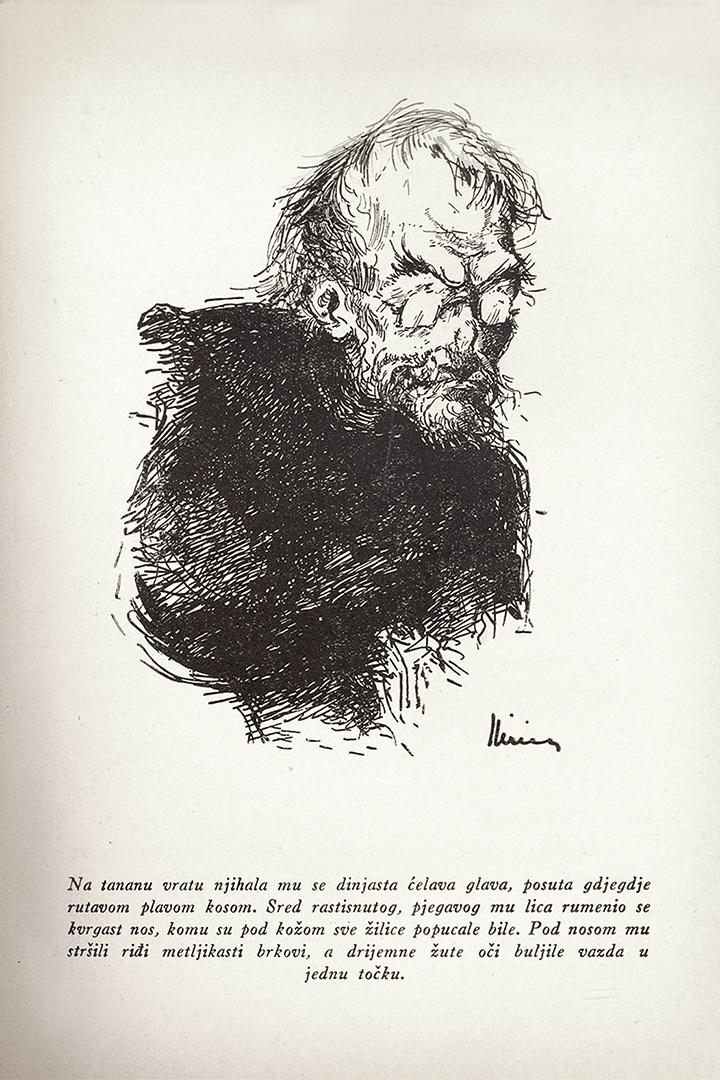 Na tananu vratu njihala mu se dinjasta ćelava glava, posuta gdjegdje
rutavom plavom kosom. Sred rastisnutog, pjegavog mu lica rumenio se
kvrgast nos, komu su pod kožom sve žilice popucale bile. Pod nosom mu
stršili riđi metljikasti brkovi, a drijemne žute oči buljile vazda u
jednu točku.